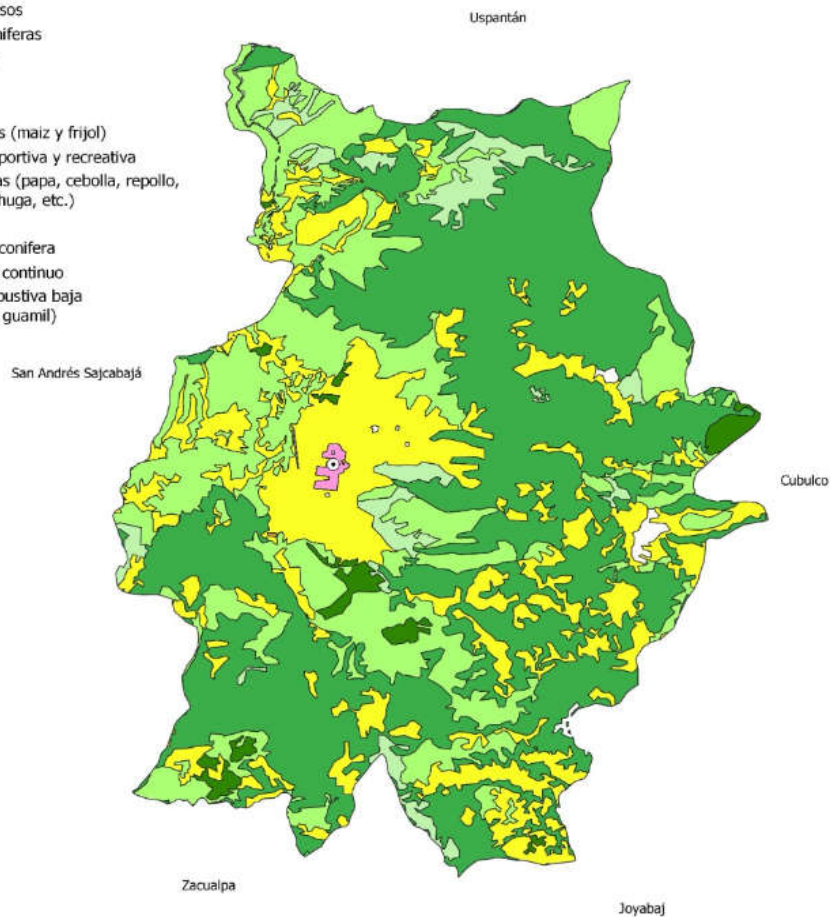 Uspantán
sos
niferas
s (maiz y frijol)
portiva y recreativa
as (papa, cebolla, repollo,
huga, etc.)
conifera
continuo
bustiva baja
guamil)
San Andrés Sajcabajá
Cubulco
Zacualpa
Joyabaj